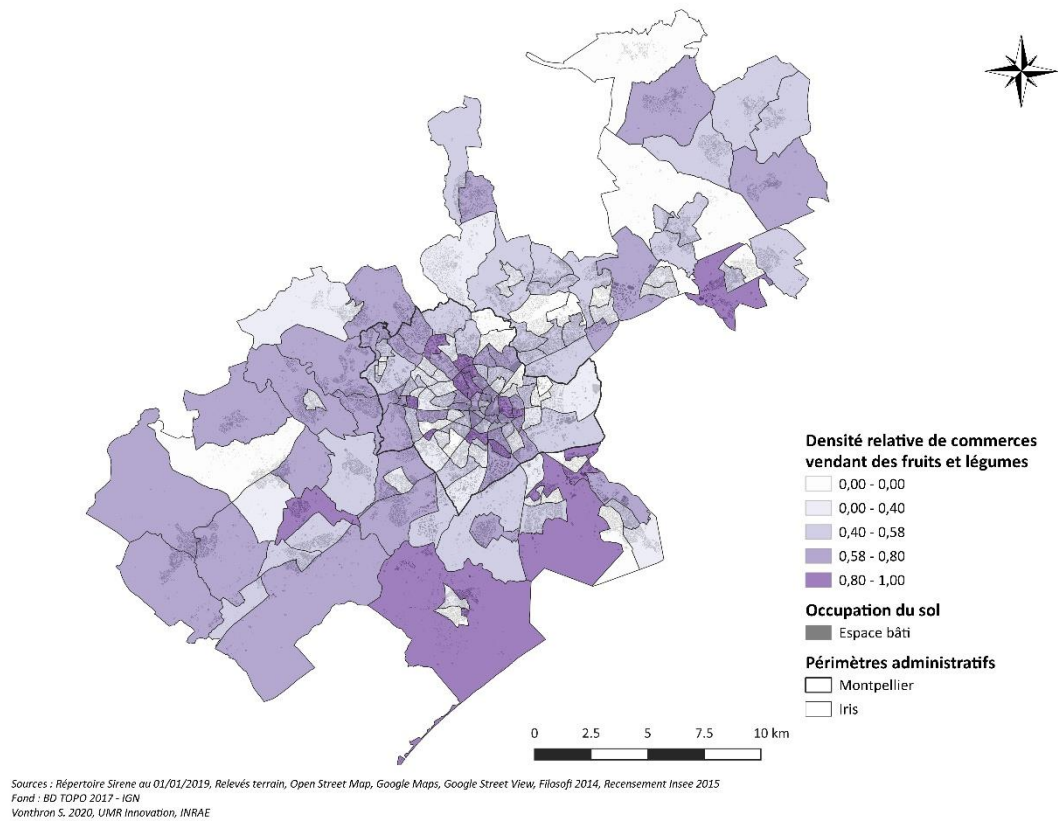 Densité relative de commerces
vendant des fruits et légumes
0,00 - 0,00
0,00 - 0,40
0,40 - 0,58
0,58 - 0,80
0,80 - 1,00
Occupation du sol
Espace bâti
Périmètres administratifs
Montpellier
Iris
0 2.5 5 7.5 10 km
Sources : Répertoire Sirene au 01/01/2019, Relevés terrain, Open Street Map, Google Maps, Google Street View, Filosofi 2014, Recensement Insee 2015
Fond : BD TOPO 2017 - IGN
Vonthron S. 2020, UMR Innovation, INRAE